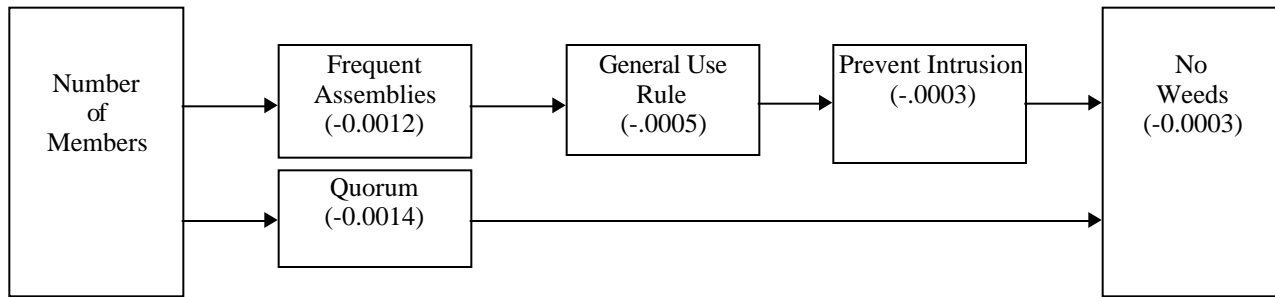 Number
of
Members
Frequent
Assemblies
(-0.0012)
General Use
Rule
(-.0005)
Prevent Intrusion
(-.0003)
No
Weeds
(-0.0003)
Quorum
(-0.0014)